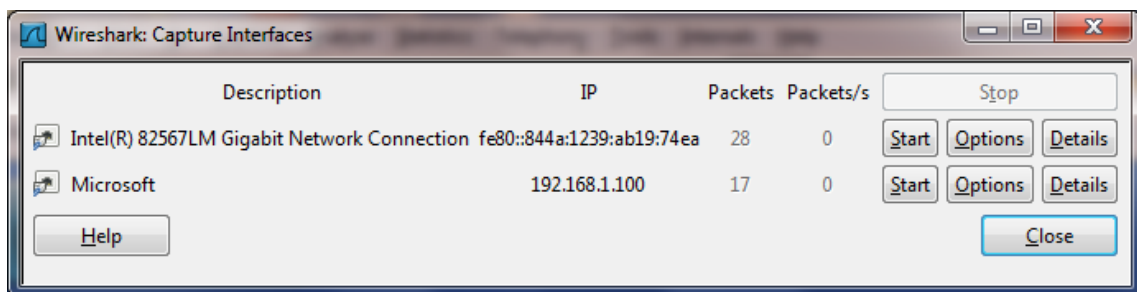 Wireshark: Capture Interfaces
Description IP Packets Packets/s Stop
Intel(R) 82567LM Gigabit Network Connection fe80::844a:1239:ab19:74ea 28 0 Start Options Details
Microsoft 192.168.1.100 17 0 Start Options Details
Help Close